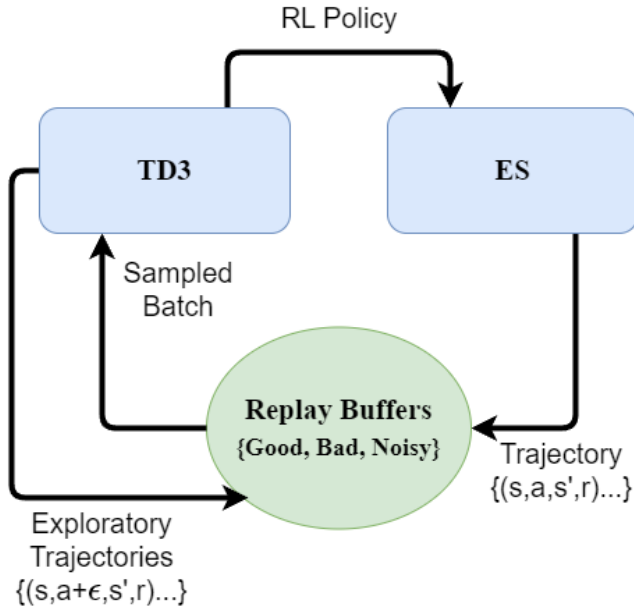 RL Policy
TD3
ES
Sampled
Batch
Replay Buffers
{Good, Bad, Noisy}
Trajectory
{(s,a,s',r)...}
Exploratory
Trajectories
{(s,a+ϵ,s',r)...}